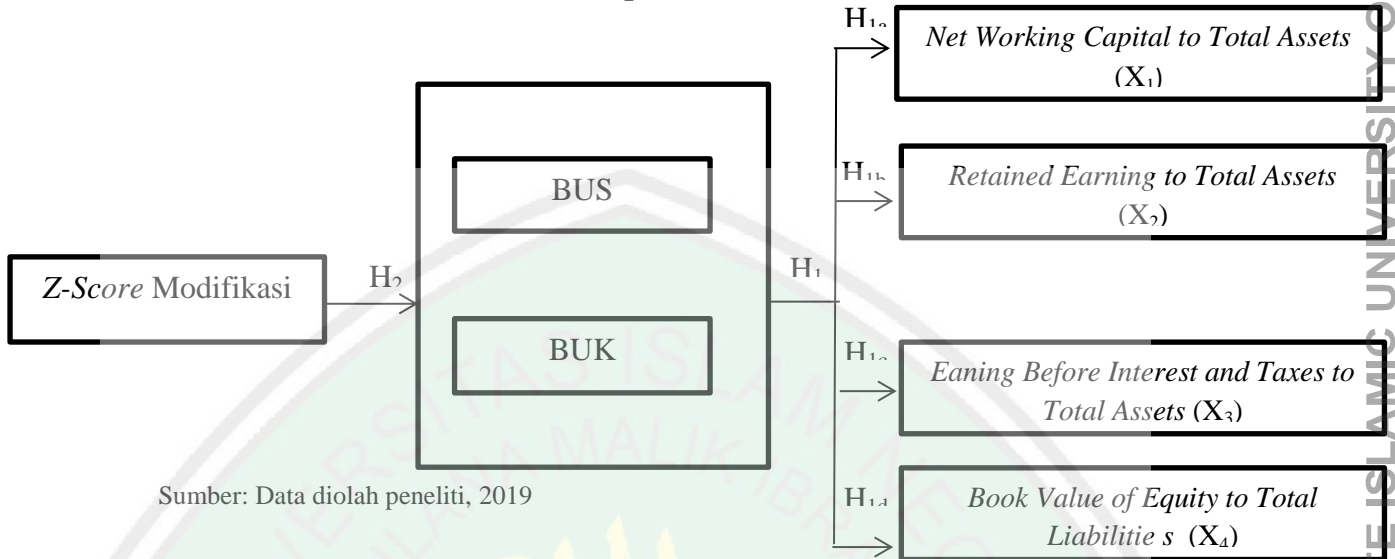 H₁ₐ
Net Working Capital to Total Assets
(X₁)
H₁b
Retained Earning to Total Assets
(X₂)
BUS
BUK
Z-Score Modifikasi
H₂
H₁
H₁c
Eaning Before Interest and Taxes to
Total Assets (X₃)
H₁d
Book Value of Equity to Total
Liabilitie s (X₄)
Sumber: Data diolah peneliti, 2019
ISLAMIC UNIVERSITY